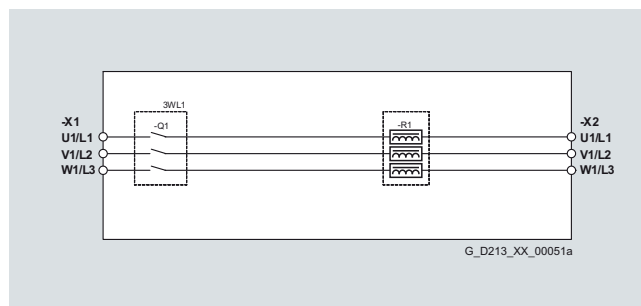 3WL1
-X1
-Q1
-R1
-X2
U1/L1
U1/L1
V1/L2
V1/L2
W1/L3
W1/L3
G_D213_XX_00051a